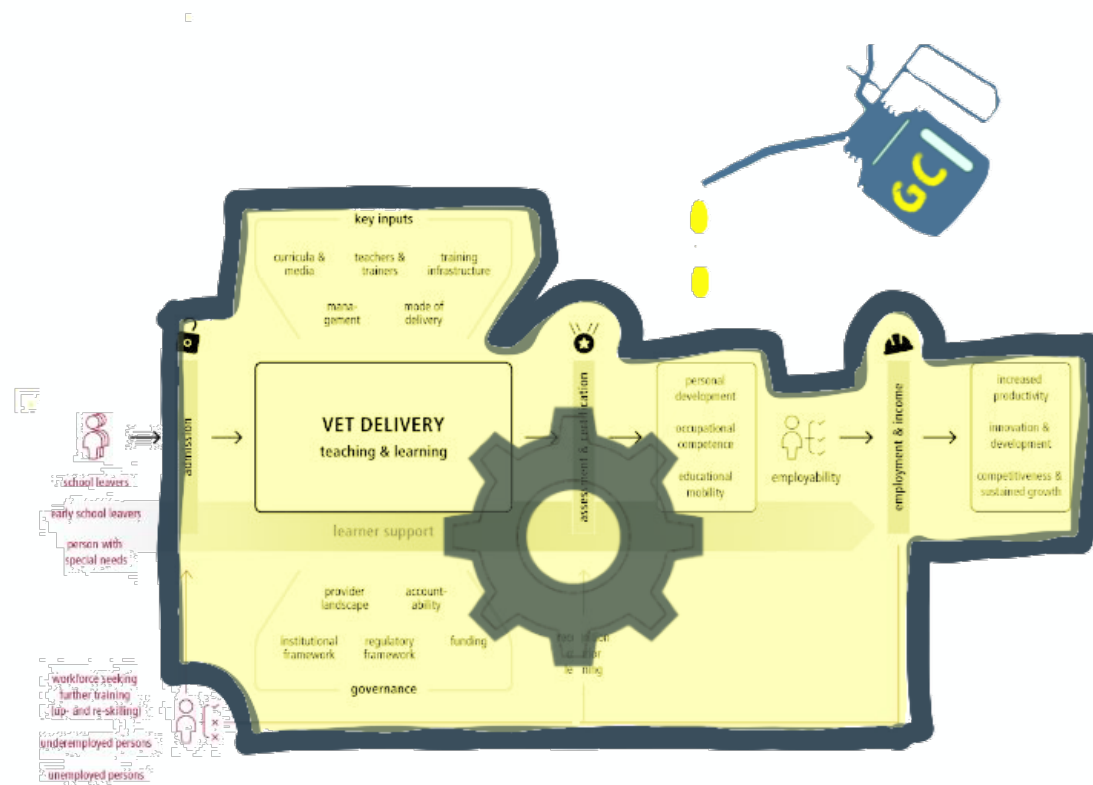 GC
key inputs
curricula &
media
teachers &
trainers
training
infrastructure
mana-
gement
mode of
delivery
admission
VET DELIVERY
teaching & learning
assessment & certification
personal
development
occupational
competence
educational
mobility
employability
employment & income
increased
productivity
innovation &
development
competitiveness &
sustained growth
school leavers
early school leavers
person with
special needs
learner support
provider
landscape
account-
ability
institutional
framework
regulatory
framework
funding
governance
workforce seeking
further training
(up- and re-skilling)
underemployed persons
unemployed persons